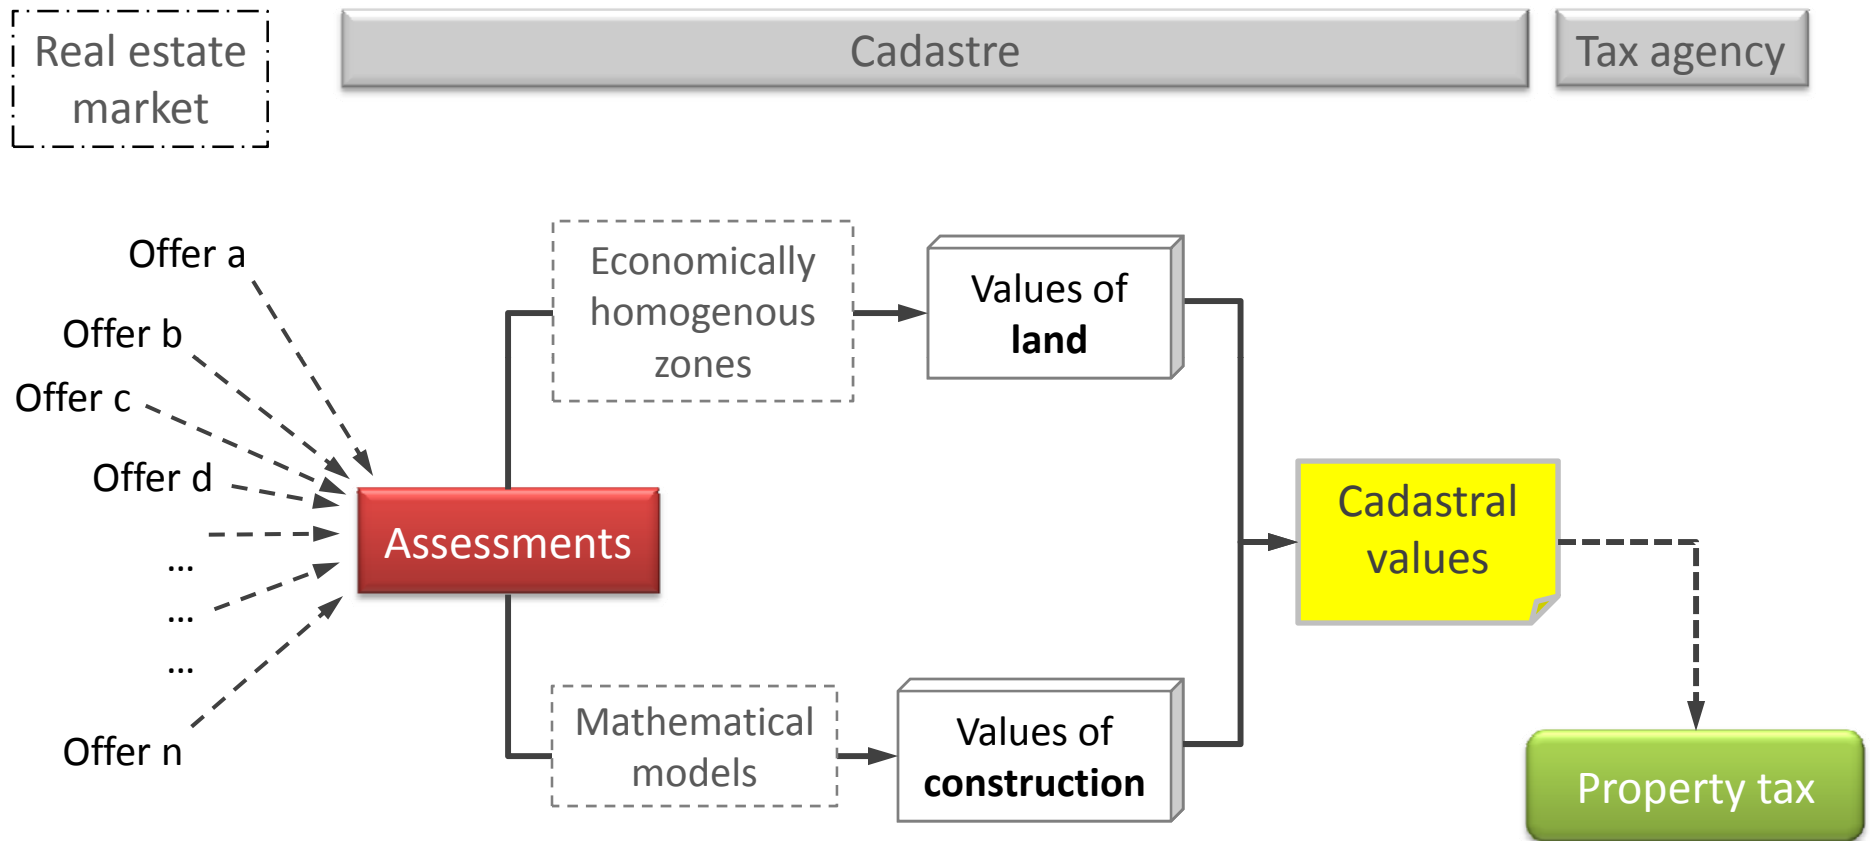 Real estate
market
Cadastre
Tax agency
Offer a
Offer b
Offer c
Offer d
...
...
...
Offer n
Assessments
Economically
homogenous
zones
Values of
land
Mathematical
models
Values of
construction
Cadastral
values
Property tax